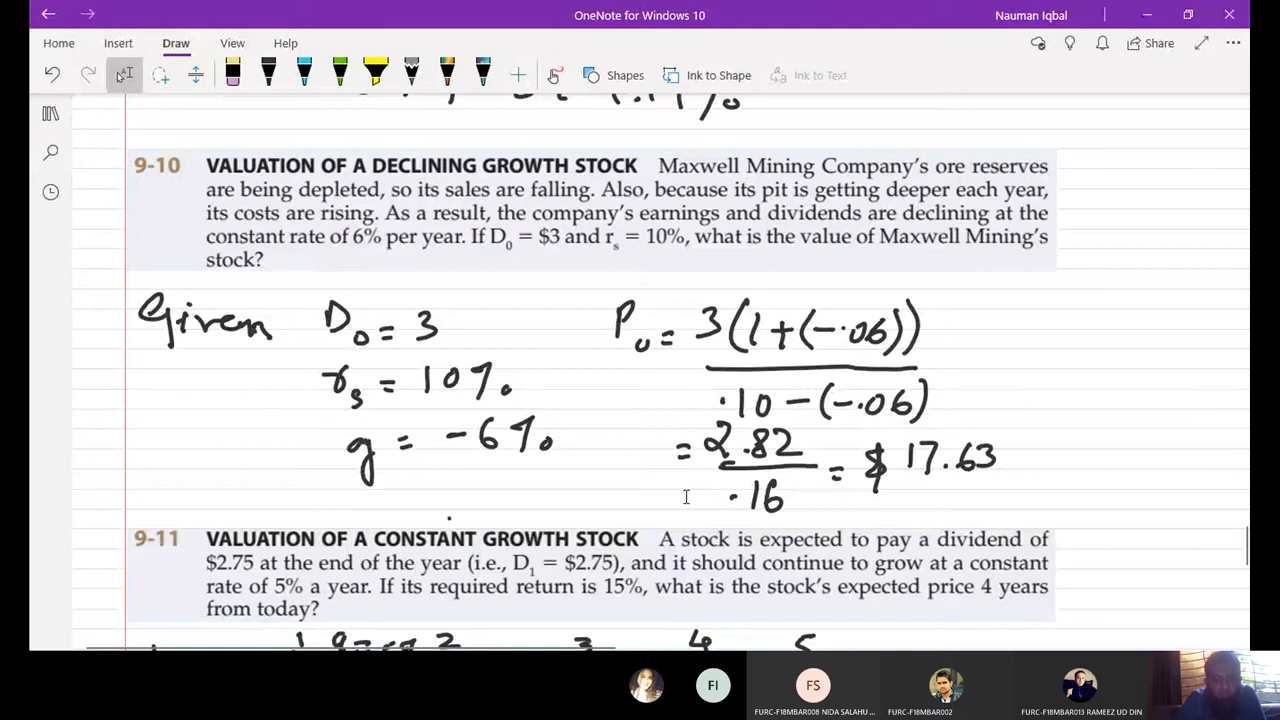 OneNote for Windows 10
Nauman Iqbal
Home Insert Draw View Help
Share
Shapes Ink to Shape Ink to Text
9-10 VALUATION OF A DECLINING GROWTH STOCK Maxwell Mining Company's ore reserves
are being depleted, so its sales are falling. Also, because its pit is getting deeper each year,
its costs are rising. As a result, the company's earnings and dividends are declining at the
constant rate of 6% per year. If D₀ = $3 and rₛ = 10%, what is the value of Maxwell Mining's
stock?
Given D₀ = 3
rₛ = 10%
g = -6%
P₀ = 3(1+(-.06))
.10 - (-.06)
= 2.82 = $ 17.63
.16
9-11 VALUATION OF A CONSTANT GROWTH STOCK A stock is expected to pay a dividend of
$2.75 at the end of the year (i.e., D₁ = $2.75), and it should continue to grow at a constant
rate of 5% a year. If its required return is 15%, what is the stock's expected price 4 years
from today?
FI
FS
FURC-F18MBAR008 NIDA SALAHU ... FURC-F18MBAR002 FURC-F18MBAR013 RAMEEZ UD DIN